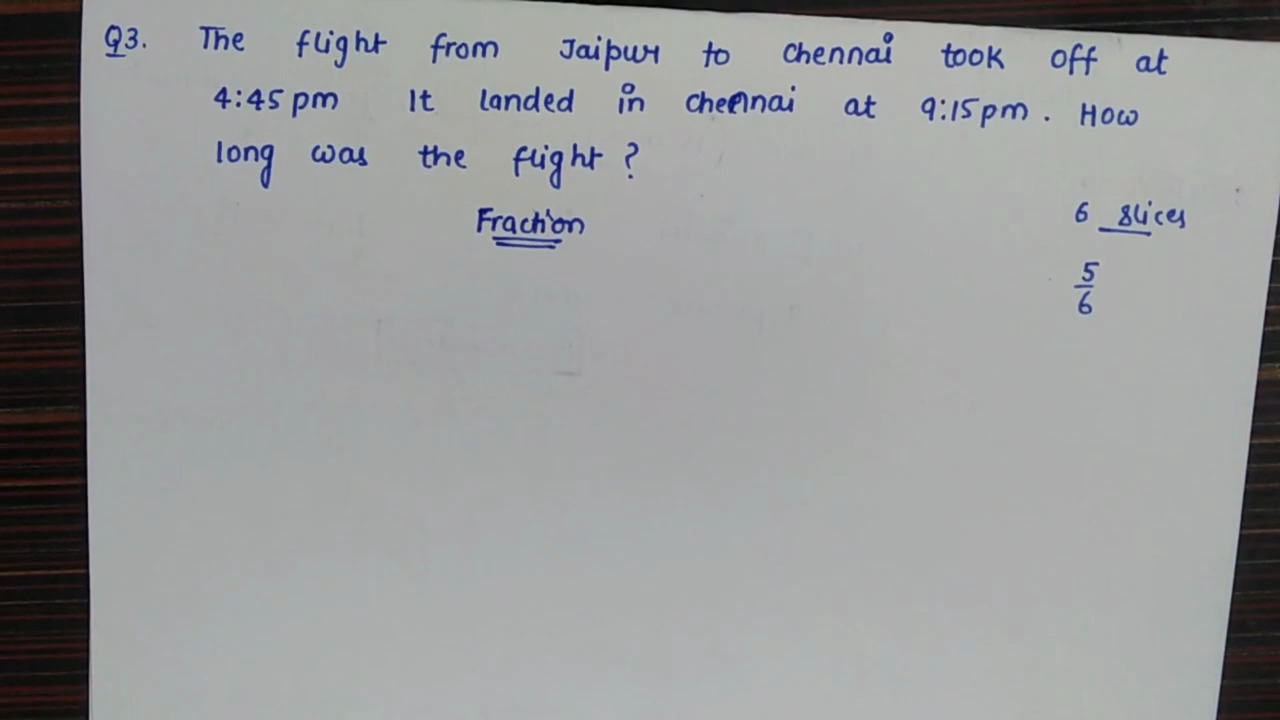 Q3. The flight from Jaipur to chennai took off at
4:45 pm It landed in chennai at 9:15 pm. How
long was the flight?
Fraction
6 slices
5
6